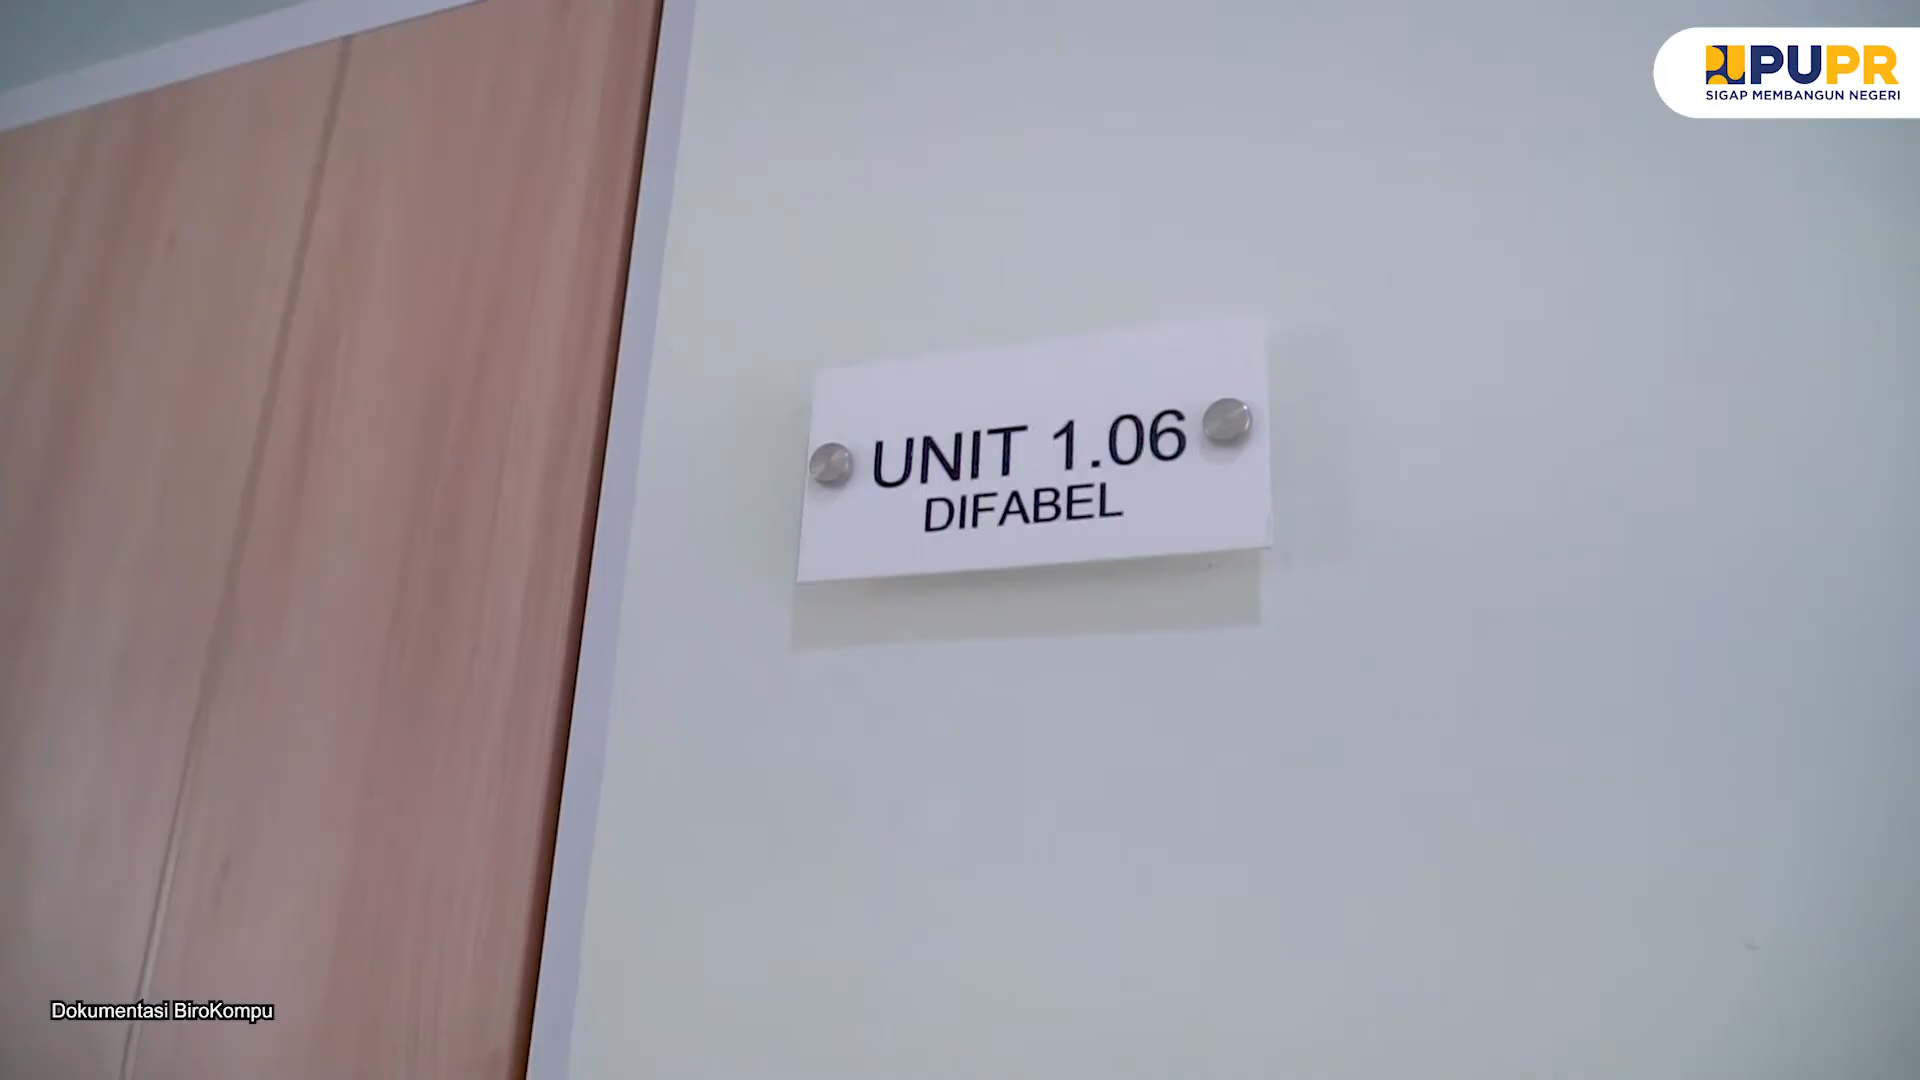 PUPR
SIGAP MEMBANGUN NEGERI
UNIT 1.06
DIFABEL
Dokumentasi BiroKompu